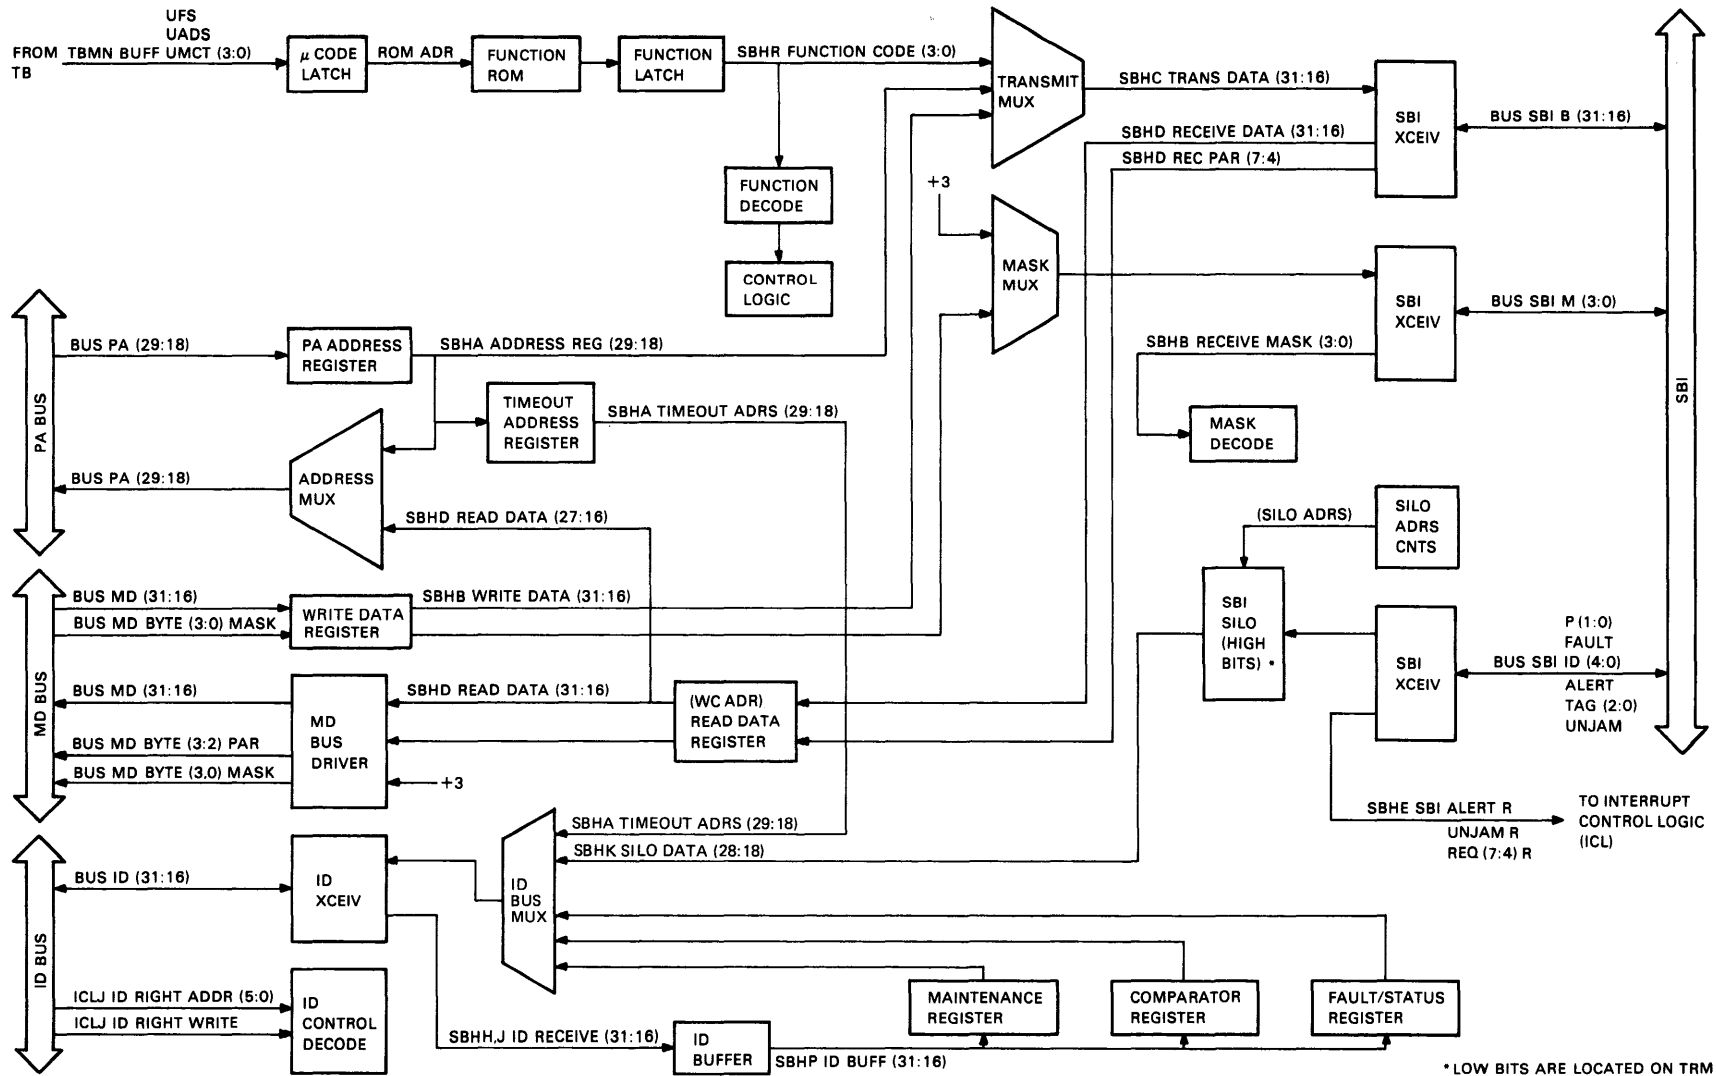 UFS
UADS
FROM TBMN BUFF UMCT (3:0)
TB
μ CODE
LATCH
ROM ADR
FUNCTION
ROM
FUNCTION
LATCH
SBHR FUNCTION CODE (3:0)
TRANSMIT
MUX
SBHC TRANS DATA (31:16)
SBHD RECEIVE DATA (31:16)
SBHD REC PAR (7:4)
SBI
XCEIV
BUS SBI B (31:16)
FUNCTION
DECODE
CONTROL
LOGIC
+3
MASK
MUX
SBI
XCEIV
BUS SBI M (3:0)
SBHB RECEIVE MASK (3:0)
MASK
DECODE
SBI
PA BUS
BUS PA (29:18)
PA ADDRESS
REGISTER
SBHA ADDRESS REG (29:18)
TIMEOUT
ADDRESS
REGISTER
SBHA TIMEOUT ADRS (29:18)
BUS PA (29:18)
ADDRESS
MUX
SBHD READ DATA (27:16)
(SILO ADRS)
SILO
ADRS
CNTS
SBI
SILO
(HIGH
BITS) *
SBI
XCEIV
P (1:0)
FAULT
BUS SBI ID (4:0)
ALERT
TAG (2:0)
UNJAM
MD BUS
BUS MD (31:16)
BUS MD BYTE (3:0) MASK
WRITE DATA
REGISTER
SBHB WRITE DATA (31:16)
BUS MD (31:16)
BUS MD BYTE (3:2) PAR
BUS MD BYTE (3.0) MASK
MD
BUS
DRIVER
SBHD READ DATA (31:16)
+3
(WC ADR)
READ DATA
REGISTER
SBHE SBI ALERT R
UNJAM R
REQ (7:4) R
TO INTERRUPT
CONTROL LOGIC
(ICL)
SBHA TIMEOUT ADRS (29:18)
SBHK SILO DATA (28:18)
ID
BUS
MUX
ID BUS
BUS ID (31:16)
ID
XCEIV
ICLJ ID RIGHT ADDR (5:0)
ICLJ ID RIGHT WRITE
ID
CONTROL
DECODE
SBHH,J ID RECEIVE (31:16)
ID
BUFFER
SBHP ID BUFF (31:16)
MAINTENANCE
REGISTER
COMPARATOR
REGISTER
FAULT/STATUS
REGISTER
*LOW BITS ARE LOCATED ON TRM